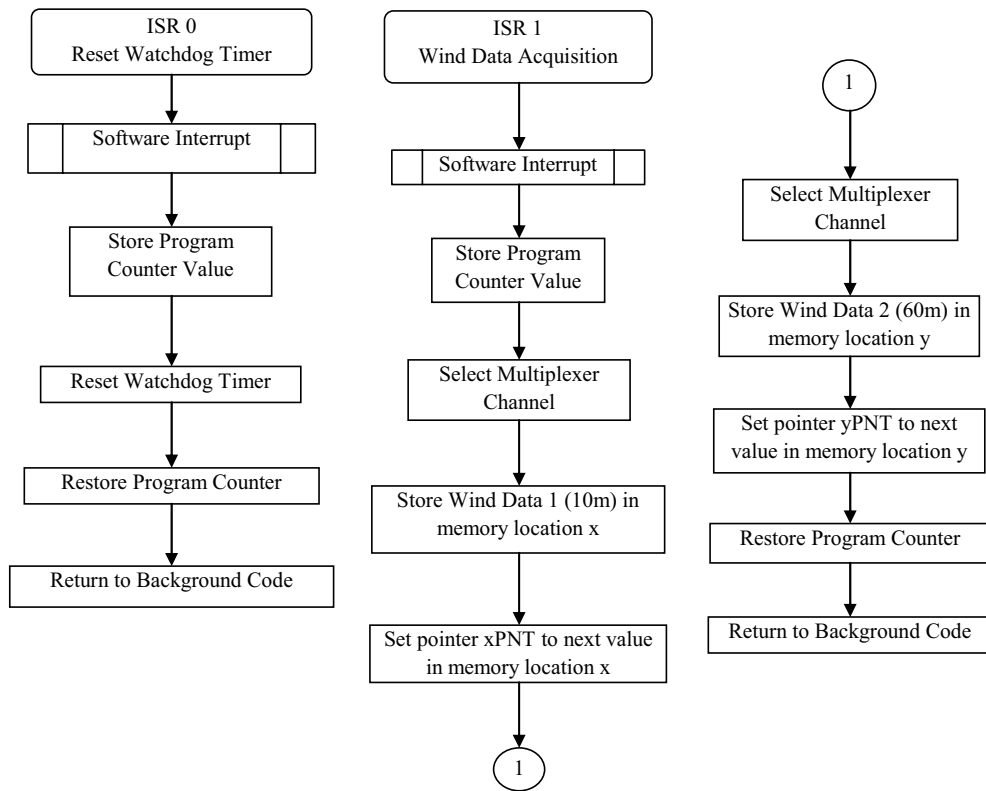 ISR 0
Reset Watchdog Timer
Software Interrupt
Store Program
Counter Value
Reset Watchdog Timer
Restore Program Counter
Return to Background Code
ISR 1
Wind Data Acquisition
Software Interrupt
Store Program
Counter Value
Select Multiplexer
Channel
Store Wind Data 1 (10m) in
memory location x
Set pointer xPNT to next value
in memory location x
1
1
Select Multiplexer
Channel
Store Wind Data 2 (60m) in
memory location y
Set pointer yPNT to next
value in memory location y
Restore Program Counter
Return to Background Code